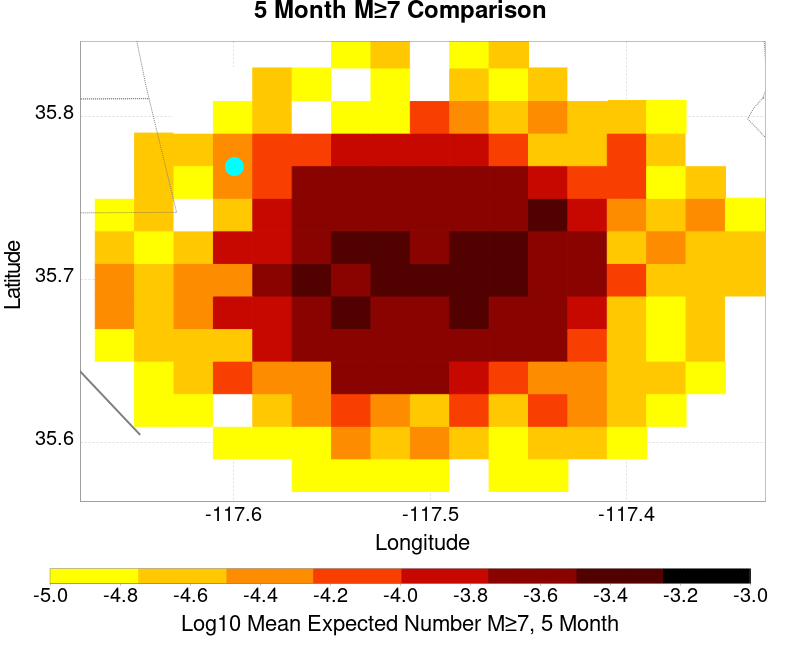 5 Month M≥7 Comparison
35.8
35.7
35.6
Latitude
-117.6 -117.5 -117.4
Longitude
-5.0 -4.8 -4.6 -4.4 -4.2 -4.0 -3.8 -3.6 -3.4 -3.2 -3.0
Log10 Mean Expected Number M≥7, 5 Month